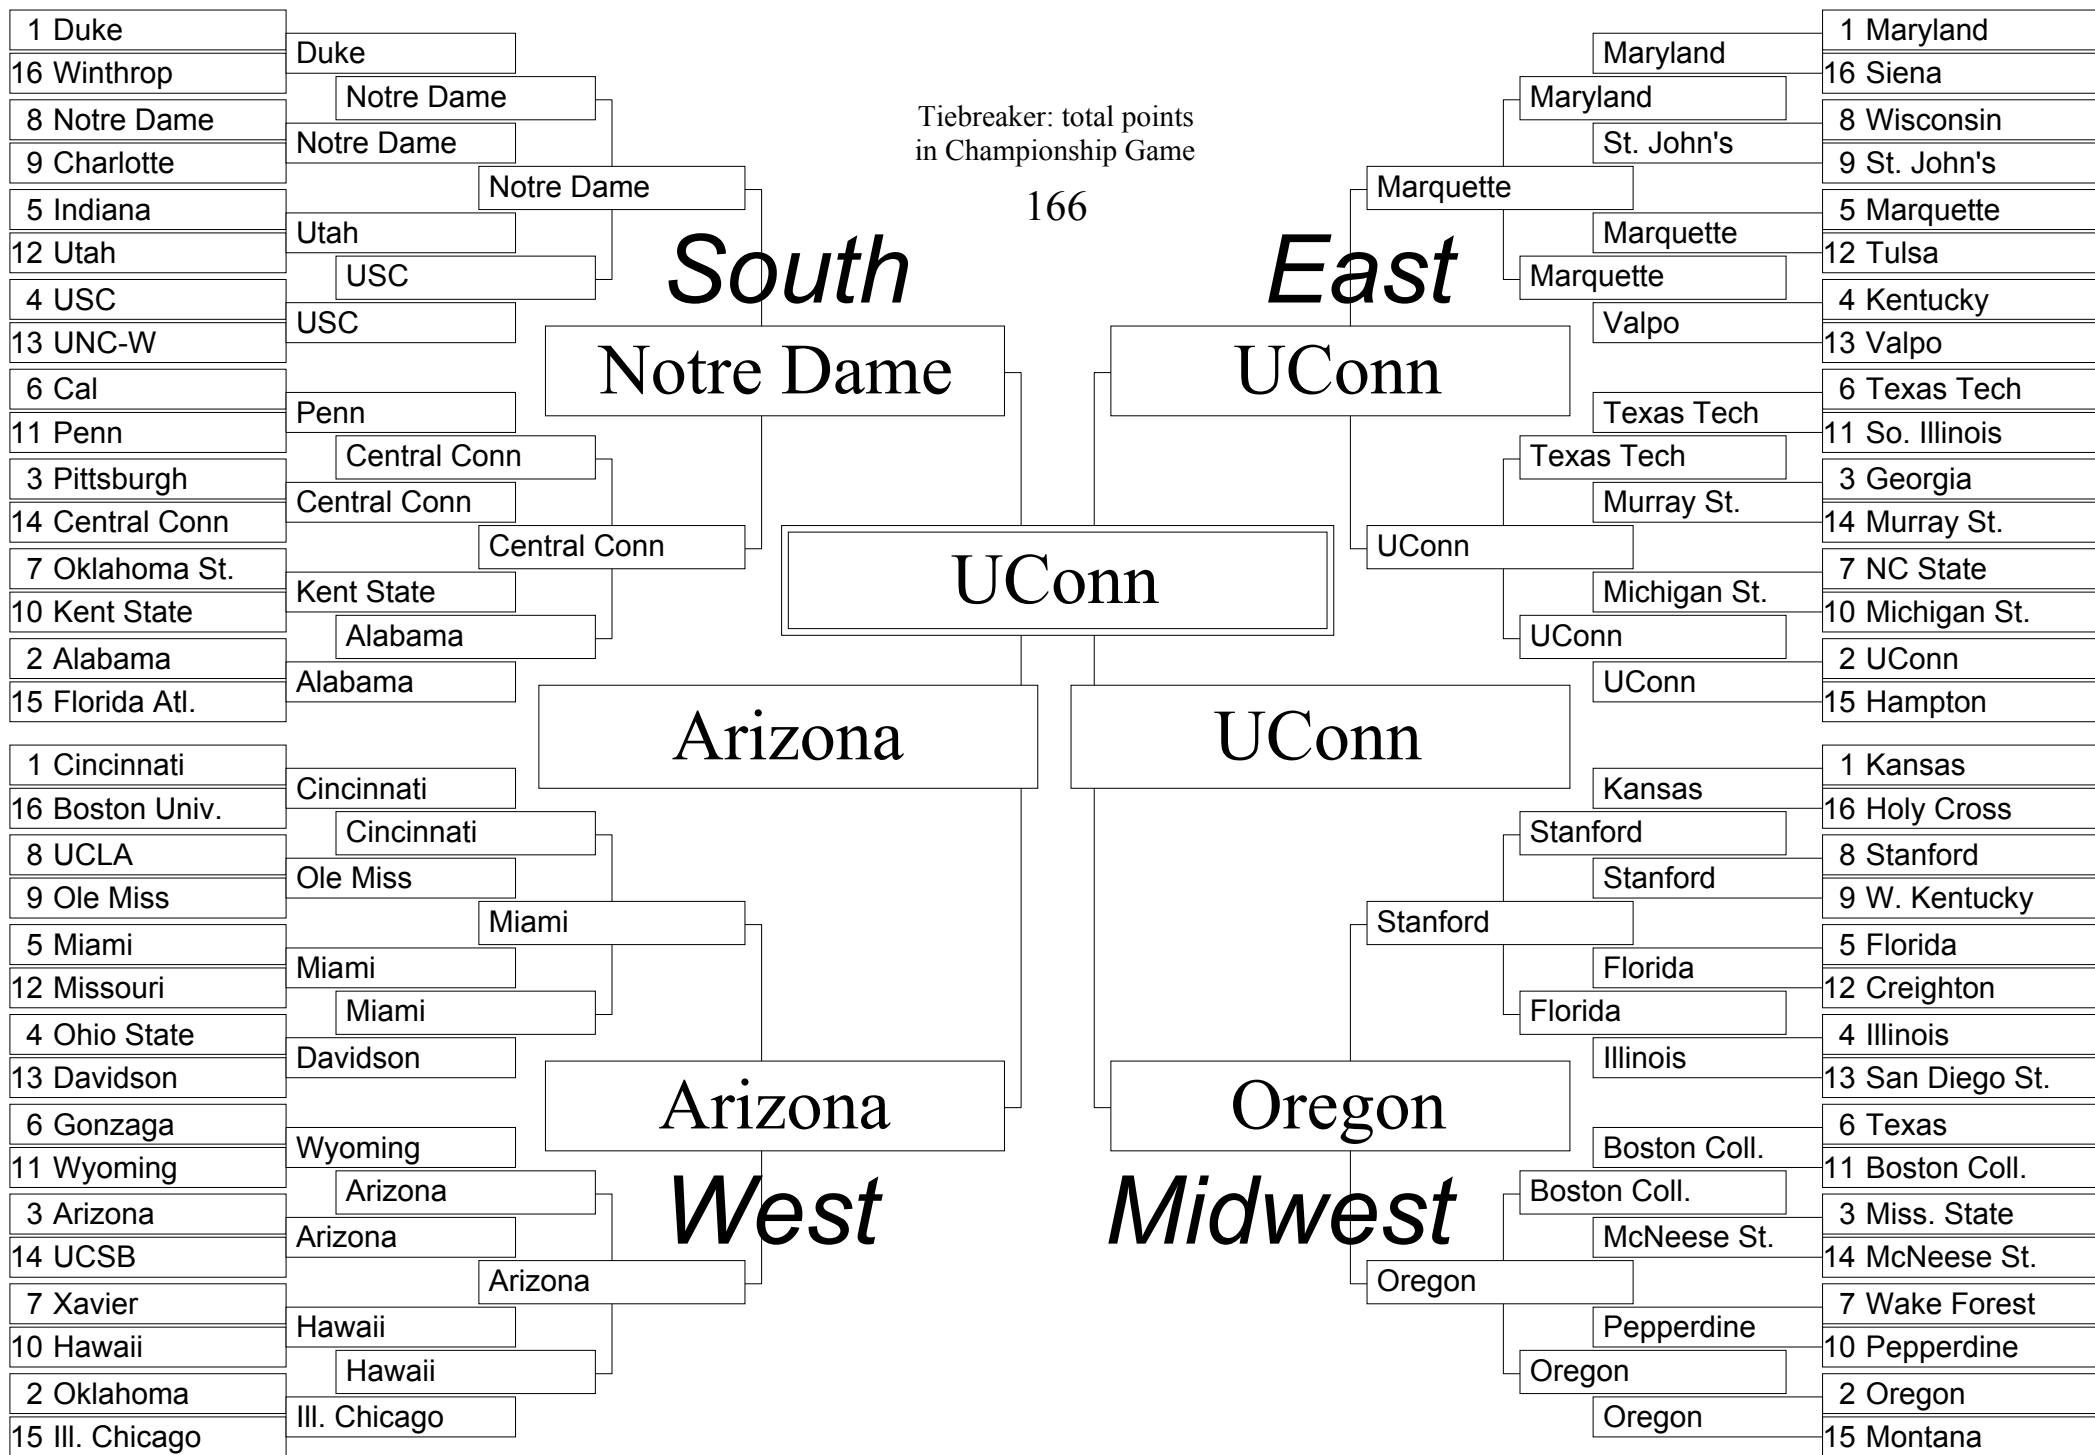 1 Duke
16 Winthrop
8 Notre Dame
9 Charlotte
5 Indiana
12 Utah
4 USC
13 UNC-W
6 Cal
11 Penn
3 Pittsburgh
14 Central Conn
7 Oklahoma St.
10 Kent State
2 Alabama
15 Florida Atl.
Duke
Notre Dame
Utah
USC
Penn
Central Conn
Kent State
Alabama
Notre Dame
USC
Central Conn
Alabama
Notre Dame
Central Conn
South
Notre Dame
1 Cincinnati
16 Boston Univ.
8 UCLA
9 Ole Miss
5 Miami
12 Missouri
4 Ohio State
13 Davidson
6 Gonzaga
11 Wyoming
3 Arizona
14 UCSB
7 Xavier
10 Hawaii
2 Oklahoma
15 Ill. Chicago
Cincinnati
Ole Miss
Miami
Davidson
Wyoming
Arizona
Hawaii
Ill. Chicago
Cincinnati
Miami
Arizona
Hawaii
Miami
Arizona
Arizona
West
Arizona
Tiebreaker: total points
in Championship Game
166
UConn
UConn
East
UConn
Marquette
UConn
Maryland
Marquette
Texas Tech
UConn
Maryland
St. John's
Marquette
Valpo
Texas Tech
Murray St.
Michigan St.
UConn
1 Maryland
16 Siena
8 Wisconsin
9 St. John's
5 Marquette
12 Tulsa
4 Kentucky
13 Valpo
6 Texas Tech
11 So. Illinois
3 Georgia
14 Murray St.
7 NC State
10 Michigan St.
2 UConn
15 Hampton
Oregon
Midwest
Stanford
Oregon
Stanford
Florida
Boston Coll.
Oregon
Kansas
Stanford
Florida
Illinois
Boston Coll.
McNeese St.
Pepperdine
Oregon
1 Kansas
16 Holy Cross
8 Stanford
9 W. Kentucky
5 Florida
12 Creighton
4 Illinois
13 San Diego St.
6 Texas
11 Boston Coll.
3 Miss. State
14 McNeese St.
7 Wake Forest
10 Pepperdine
2 Oregon
15 Montana